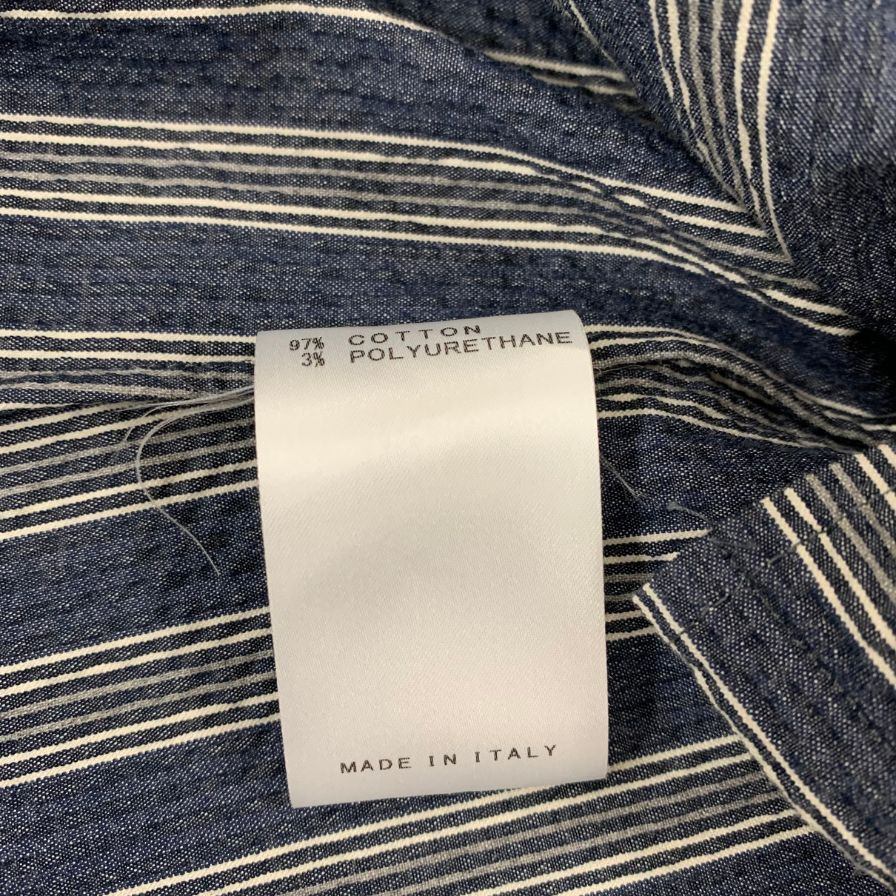 97% COTTON
3% POLYURETHANE
MADE IN ITALY